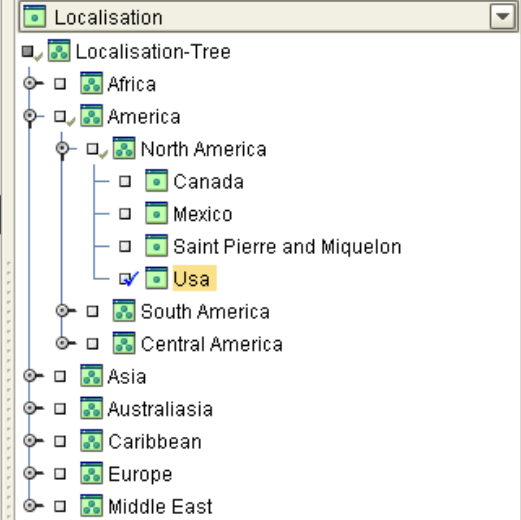 Localisation
Localisation-Tree
Africa
America
North America
Canada
Mexico
Saint Pierre and Miquelon
Usa
South America
Central America
Asia
Australiasia
Caribbean
Europe
Middle East